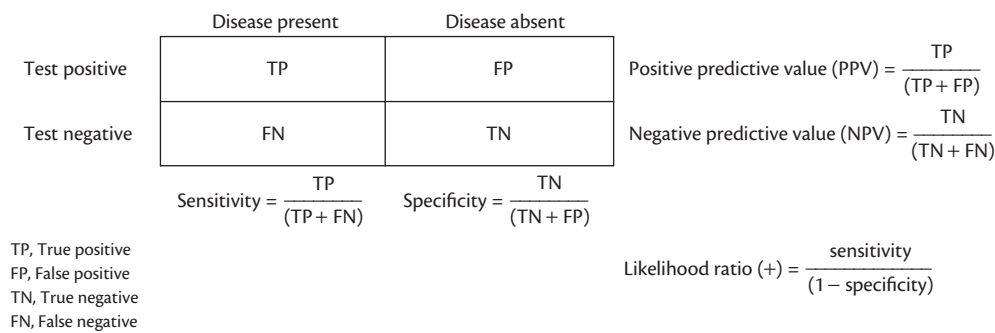 Disease present Disease absent
Test positive TP FP Positive predictive value (PPV) = TP / (TP + FP)
Test negative FN TN Negative predictive value (NPV) = TN / (TN + FN)
Sensitivity = TP / (TP + FN) Specificity = TN / (TN + FP)
TP, True positive
FP, False positive
TN, True negative
FN, False negative
Likelihood ratio (+) = sensitivity / (1 – specificity)